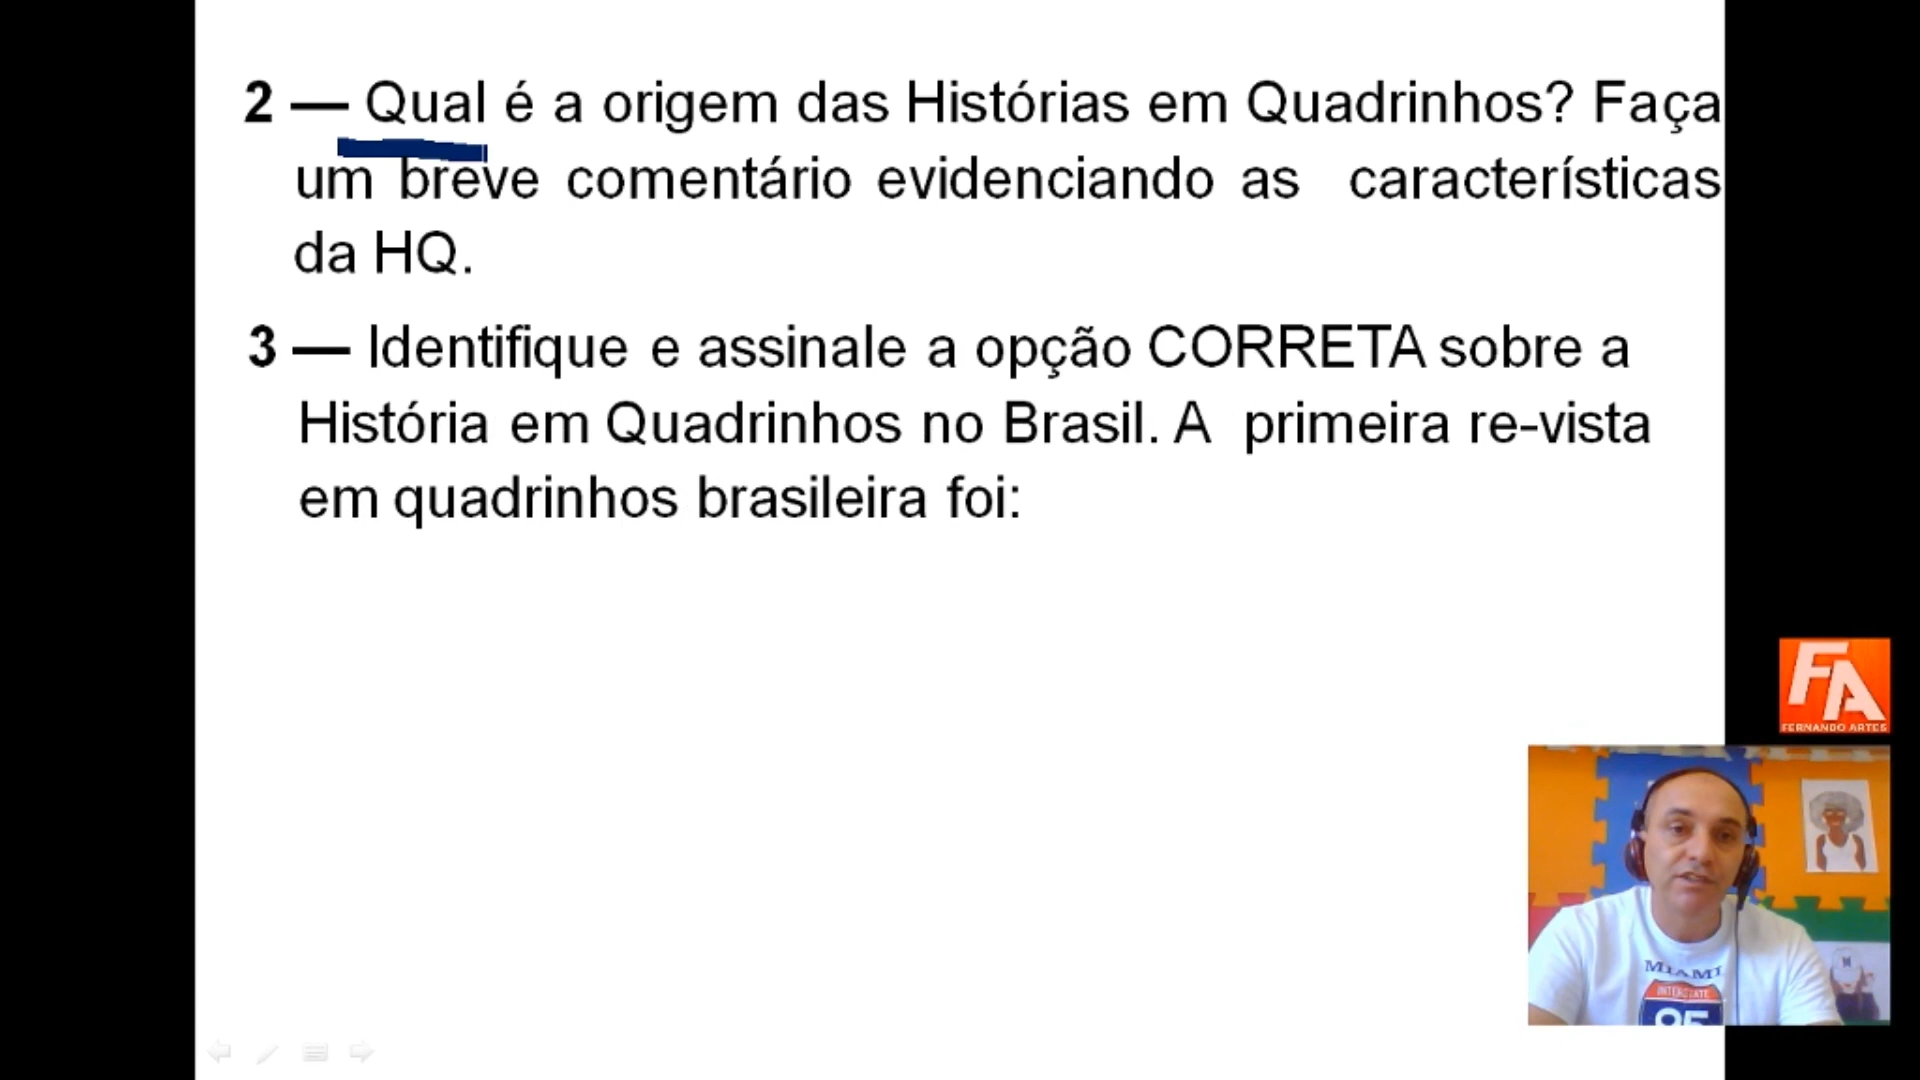 2 — Qual é a origem das Histórias em Quadrinhos? Faça
um breve comentário evidenciando as características
da HQ.
3 — Identifique e assinale a opção CORRETA sobre a
História em Quadrinhos no Brasil. A primeira re-vista
em quadrinhos brasileira foi:
FA
FERNANDO ARTES
MIAMI
INTERSTATE
95